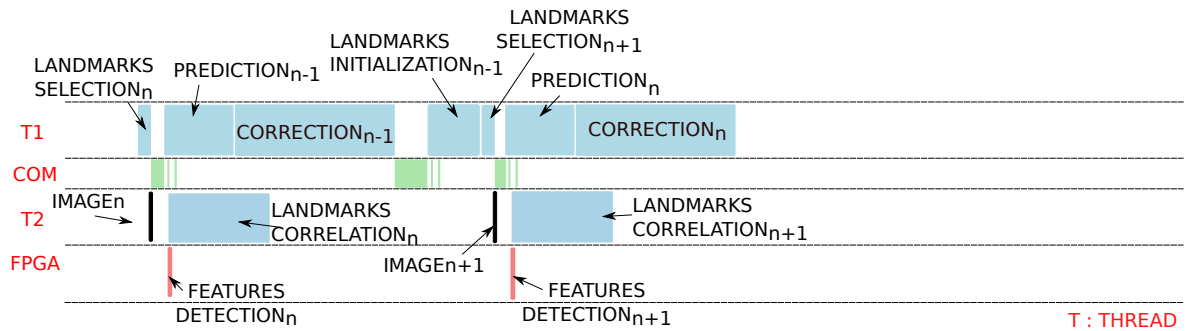 LANDMARKS
SELECTIONn+1
LANDMARKS
INITIALIZATIONn-1
LANDMARKS
SELECTIONn
PREDICTIONn-1
PREDICTIONn
T1
CORRECTIONn-1
CORRECTIONn
COM
IMAGEn
T2
LANDMARKS
CORRELATIONn
LANDMARKS
CORRELATIONn+1
FPGA
IMAGEn+1
FEATURES
DETECTIONn
FEATURES
DETECTIONn+1
T : THREAD